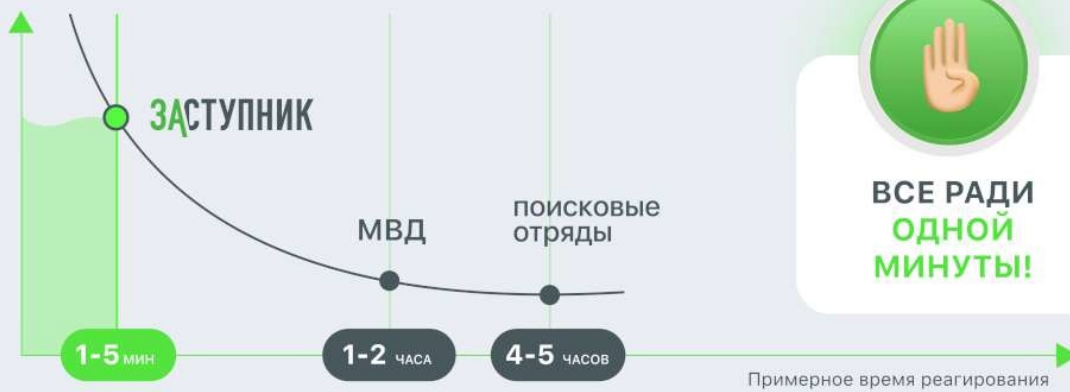 ЗАСТУПНИК
МВД
поисковые
отряды
ВСЕ РАДИ
ОДНОЙ
МИНУТЫ!
1-5 мин
1-2 часа
4-5 часов
Примерное время реагирования